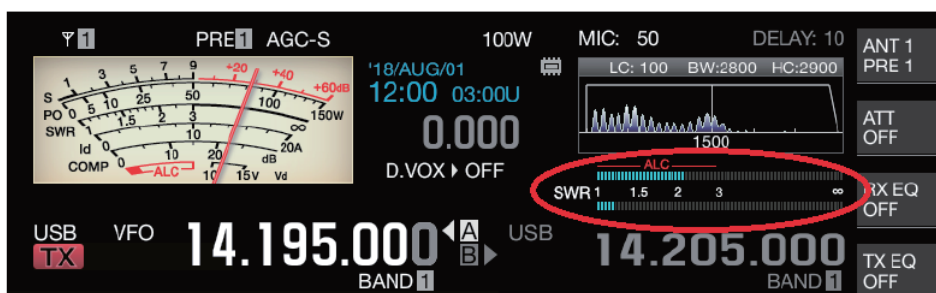 1 PRE 1 AGC-S 100W MIC: 50 DELAY: 10 ANT 1
PRE 1
'18/AUG/01 LC: 100 BW:2800 HC:2900
12:00 03:00U
S 1 3 5 7 9 +20 +40 +60dB
PO 0 5 10 25 50 100 150W
SWR 1 1.5 2 3 ∞
Id 0 10 20A
COMP 0 10 20 dB
ALC 10 15V Vd
0.000
D.VOX OFF
1500
ATT
OFF
ALC
SWR 1 1.5 2 3 ∞
RX EQ
OFF
USB VFO 14.195.000 A USB 14.205.000
TX B
BAND 1 BAND 1
TX EQ
OFF